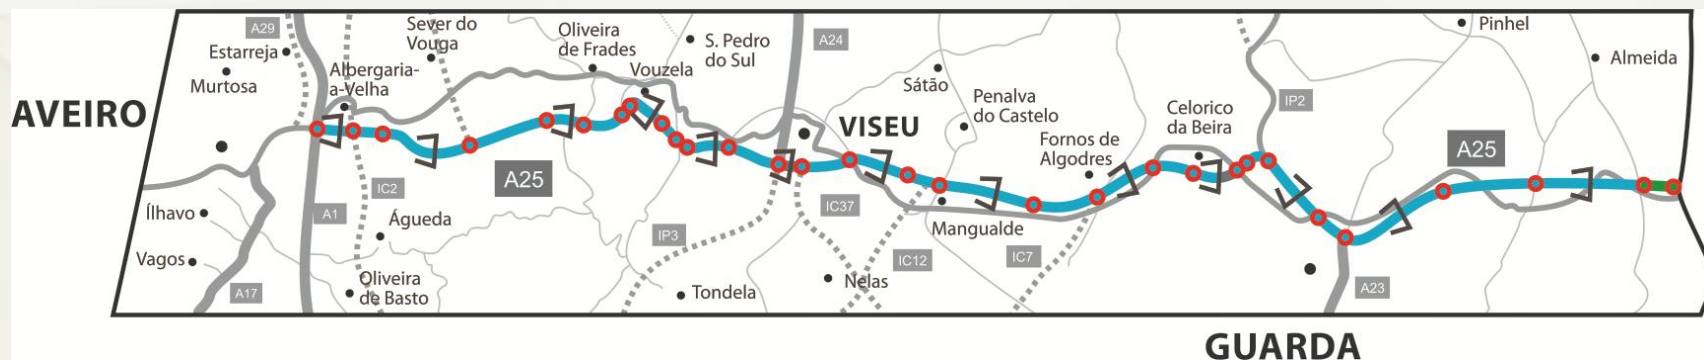 A29
Estarreja
Murtosa
Sever do
Vouga
Albergaria-
a-Velha
Oliveira
de Frades
Vouzela
S. Pedro
do Sul
A24
Sátão
Penalva
do Castelo
Celorico
da Beira
IP2
Pinhel
Almeida
AVEIRO
VISEU
Fornos de
Algodres
A25
A25
IC2
A1
Ílhavo
Águeda
Vagos
A17
Oliveira
de Basto
IP3
Tondela
IC37
Nelas
Mangualde
IC12
IC7
A23
GUARDA